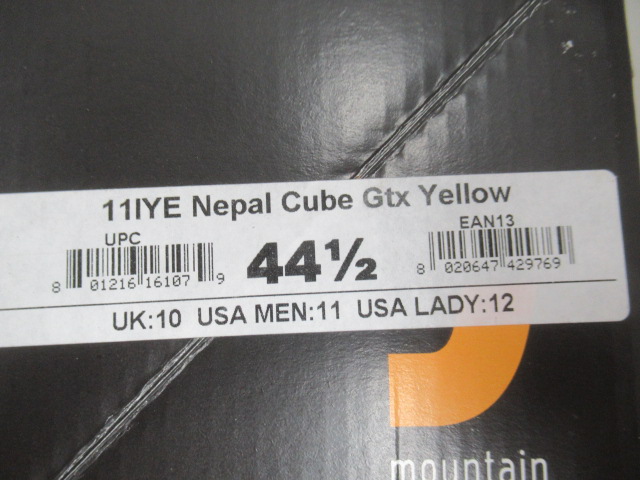 11IYE Nepal Cube Gtx Yellow
UPC
8 01216 16107 9
44½
EAN13
8 020647 429769
UK:10 USA MEN:11 USA LADY:12
mountain